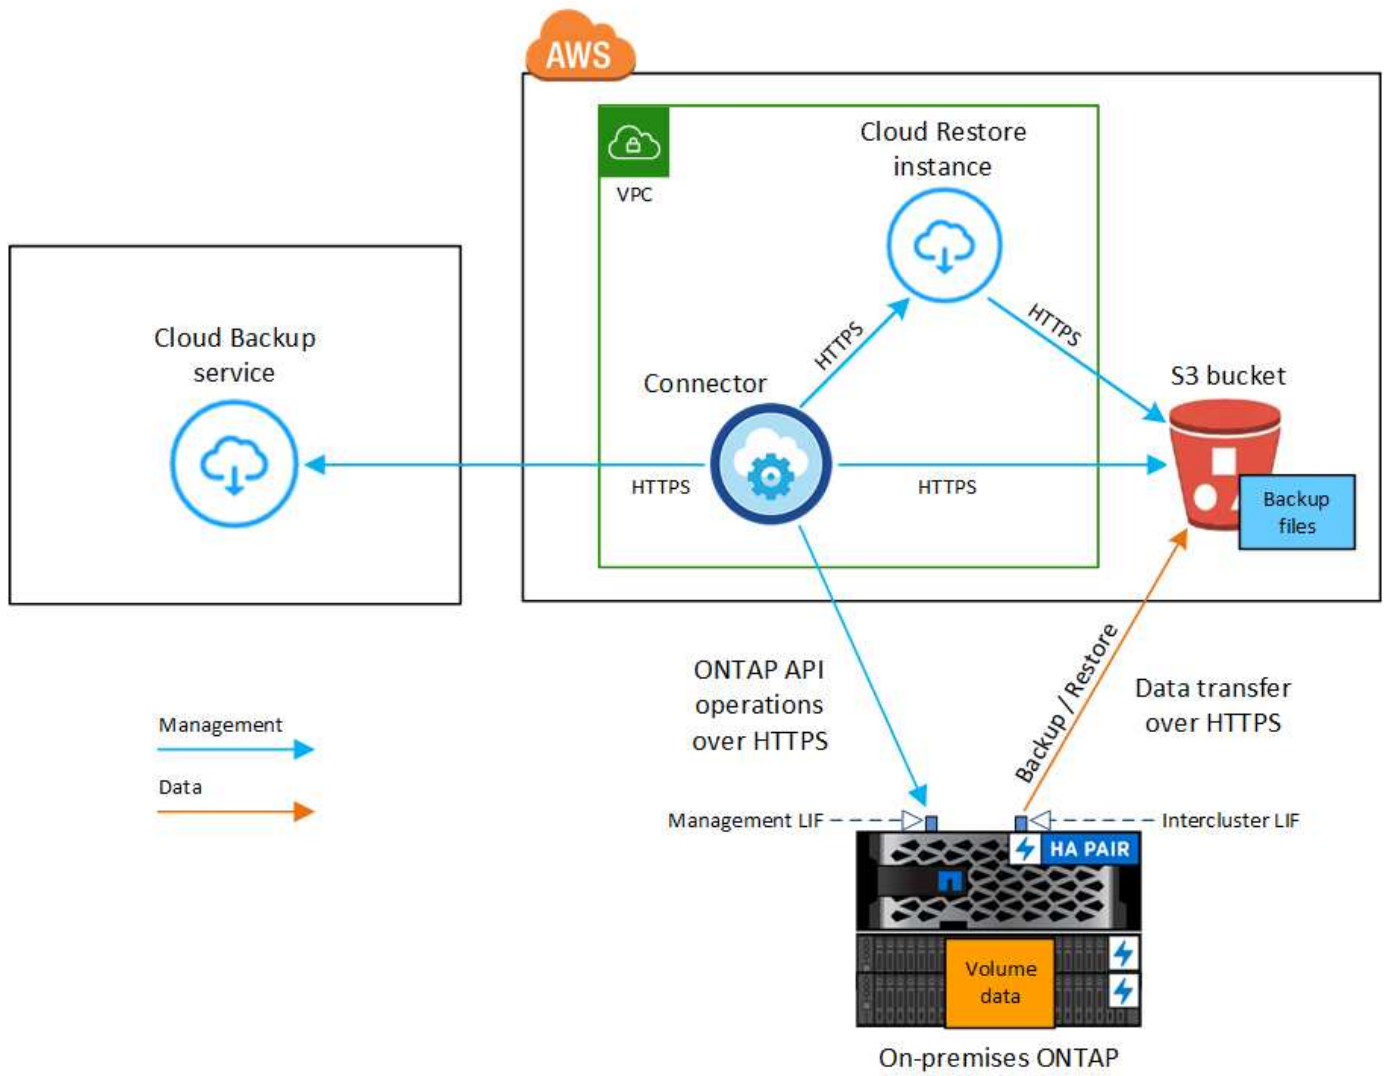 AWS
VPC
Cloud Restore
instance
Cloud Backup
service
Connector
HTTPS
HTTPS
S3 bucket
HTTPS
HTTPS
Backup
files
ONTAP API
operations
over HTTPS
Backup / Restore
Data transfer
over HTTPS
Management
Data
Management LIF
Intercluster LIF
HA PAIR
Volume
data
On-premises ONTAP